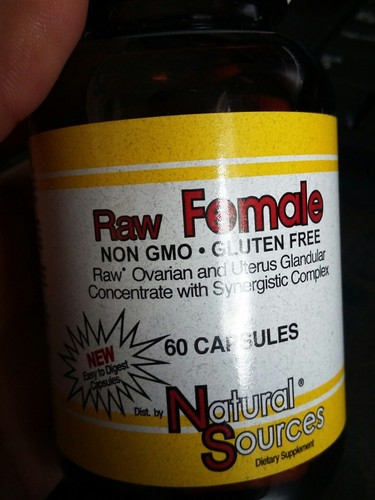 Raw Female
NON GMO • GLUTEN FREE
Raw* Ovarian and Uterus Glandular
Concentrate with Synergistic Complex
60 CAPSULES
NEW
Easy to Digest
Capsules
Dist. by
Natural
Sources®
Dietary Supplement